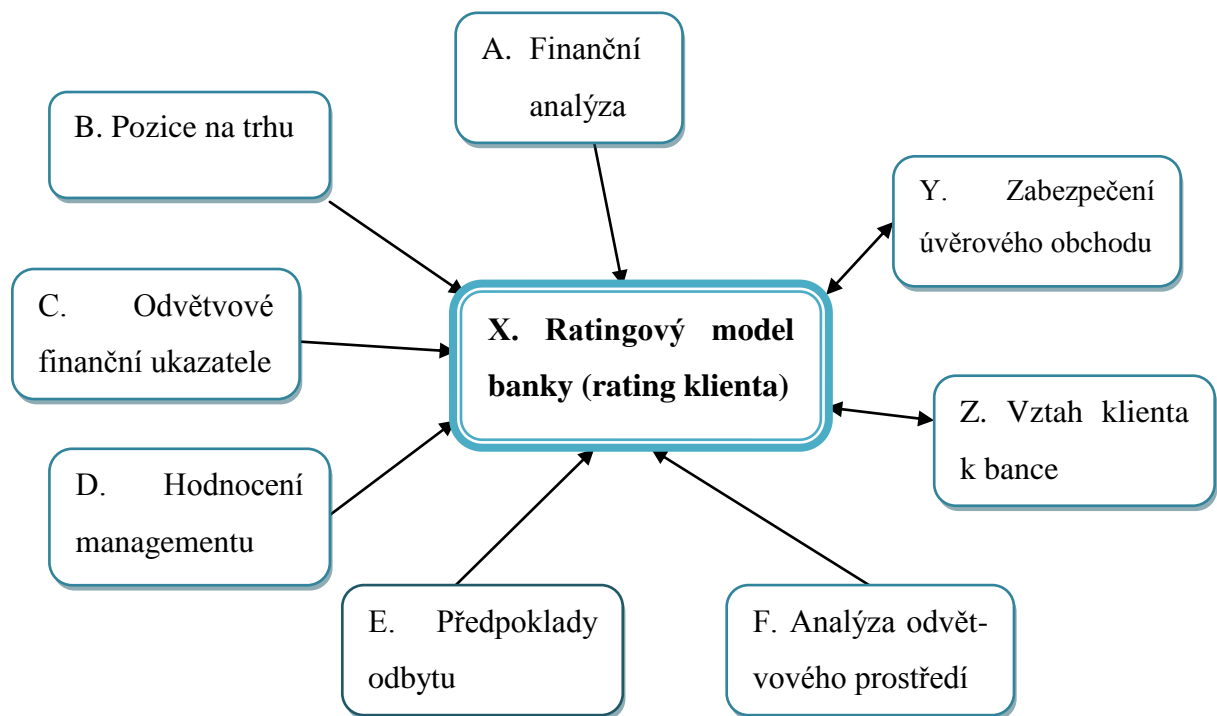 A. Finanční
analýza
B. Pozice na trhu
Y. Zabezpečení
úvěrového obchodu
C. Odvětvové
finanční ukazatele
X. Ratingový model
banky (rating klienta)
Z. Vztah klienta
k bance
D. Hodnocení
managementu
E. Předpoklady
odbytu
F. Analýza odvět-
vového prostředí